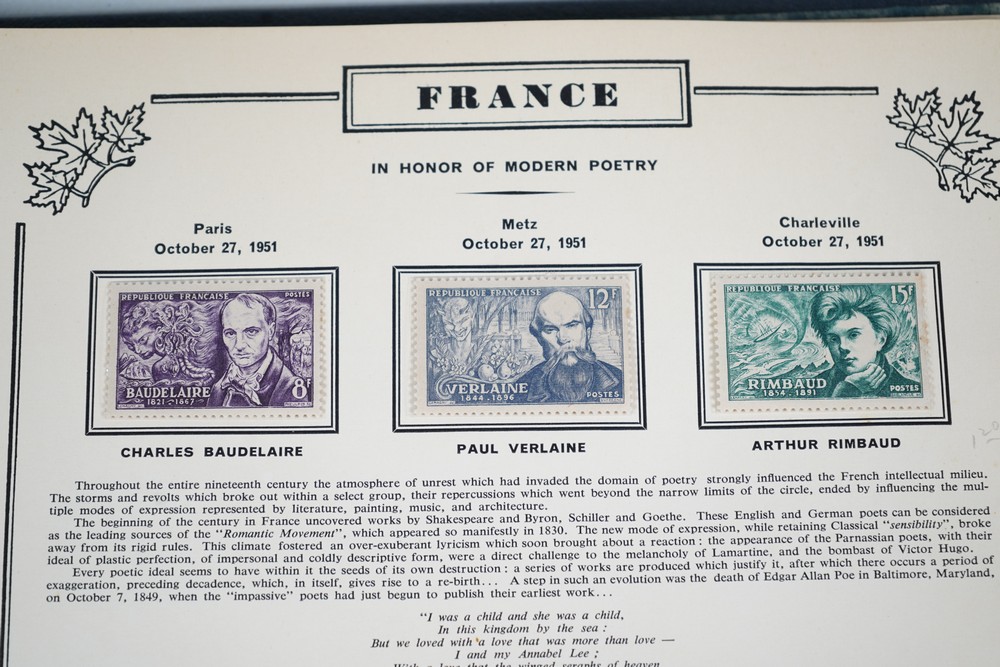 FRANCE
IN HONOR OF MODERN POETRY
Paris
October 27, 1951
Metz
October 27, 1951
Charleville
October 27, 1951
REPUBLIQUE FRANÇAISE POSTES
BAUDELAIRE
1821-1867
8F
REPUBLIQUE FRANÇAISE
12F
VERLAINE
1844-1896
POSTES
REPUBLIQUE FRANÇAISE
15F
RIMBAUD
1854-1891
POSTES
CHARLES BAUDELAIRE
PAUL VERLAINE
ARTHUR RIMBAUD
120
Throughout the entire nineteenth century the atmosphere of unrest which had invaded the domain of poetry strongly influenced the French intellectual milieu.
The storms and revolts which broke out within a select group, their repercussions which went beyond the narrow limits of the circle, ended by influencing the mul-
tiple modes of expression represented by literature, painting, music, and architecture.
The beginning of the century in France uncovered works by Shakespeare and Byron, Schiller and Goethe. These English and German poets can be considered
as the leading sources of the "Romantic Movement", which appeared so manifestly in 1830. The new mode of expression, while retaining Classical "sensibility", broke
away from its rigid rules. This climate fostered an over-exuberant lyricism which soon brought about a reaction : the appearance of the Parnassian poets, with their
ideal of plastic perfection, of impersonal and coldly descriptive form, were a direct challenge to the melancholy of Lamartine, and the bombast of Victor Hugo.
Every poetic ideal seems to have within it the seeds of its own destruction : a series of works are produced which justify it, after which there occurs a period of
exaggeration, preceding decadence, which, in itself, gives rise to a re-birth... A step in such an evolution was the death of Edgar Allan Poe in Baltimore, Maryland,
on October 7, 1849, when the "impassive" poets had just begun to publish their earliest work...
"I was a child and she was a child,
In this kingdom by the sea :
But we loved with a love that was more than love —
I and my Annabel Lee ;
With a love that the winged seraphs of heaven